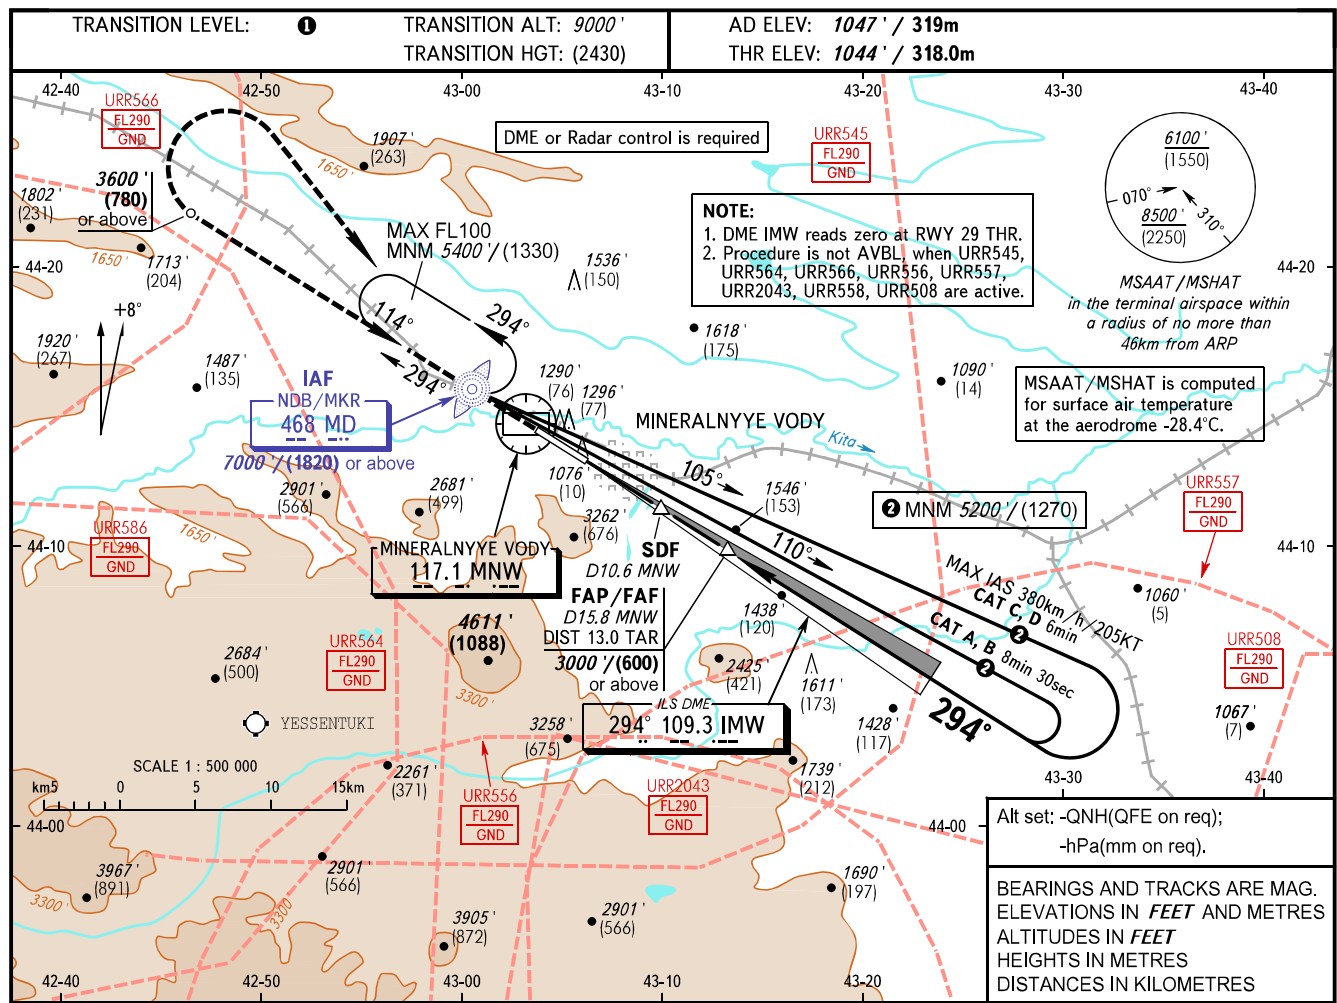 TRANSITION LEVEL: ❶
TRANSITION ALT: 9000'
TRANSITION HGT: (2430)
AD ELEV: 1047' / 319m
THR ELEV: 1044' / 318.0m
42-40
42-50
43-00
43-10
43-20
43-30
43-40
URR566
FL290
GND
1907'
(263)
1650'
DME or Radar control is required
URR545
FL290
GND
6100'
(1550)
070°
8500'
(2250)
310°
3600'
(780)
or above
1802'
(231)
1650'
1713'
(204)
MAX FL100
MNM 5400'/(1330)
1536'
(150)
NOTE:
1. DME IMW reads zero at RWY 29 THR.
2. Procedure is not AVBL, when URR545,
URR564, URR566, URR556, URR557,
URR2043, URR558, URR508 are active.
44-20
44-20
MSAAT/MSHAT
in the terminal airspace within
a radius of no more than
46km from ARP
+8°
114°
294°
294°
1618'
(175)
1920'
(267)
1487'
(135)
IAF
NDB/MKR
468 MD
7000'/(1820) or above
1290'
(76)
1296'
(77)
1090'
(14)
MSAAT/MSHAT is computed
for surface air temperature
at the aerodrome -28.4°C.
MINERALNYYE VODY
Kita
105°
1076'
(10)
2901'
(566)
2681'
(499)
1546'
(153)
URR557
FL290
GND
❷ MNM 5200'/(1270)
3262'
(676)
URR586
FL290
GND
1650'
44-10
44-10
MINERALNYYE VODY
117.1 MNW
SDF
D10.6 MNW
110°
FAP/FAF
D15.8 MNW
DIST 13.0 TAR
3000'/(600)
or above
MAX IAS 380km/h/205KT
CAT C, D 6min
❷
CAT A, B 8min 30sec
❷
1060'
(5)
1438'
(120)
4611'
(1088)
URR564
FL290
GND
2684'
(500)
3300'
2425'
(421)
1611'
(173)
URR508
FL290
GND
ILS DME
294° 109.3 IMW
294°
1428'
(117)
1067'
(7)
YESSENTUKI
3258'
(675)
SCALE 1 : 500 000
km5 0 5 10 15km
2261'
(371)
1739'
(212)
43-30
43-40
URR556
FL290
GND
URR2043
FL290
GND
44-00
44-00
Alt set: -QNH(QFE on req);
-hPa(mm on req).
3967'
(891)
3300'
2901'
(566)
3300
1690'
(197)
3905'
(872)
2901'
(566)
BEARINGS AND TRACKS ARE MAG.
ELEVATIONS IN FEET AND METRES
ALTITUDES IN FEET
HEIGHTS IN METRES
DISTANCES IN KILOMETRES
42-40
42-50
43-00
43-10
43-20